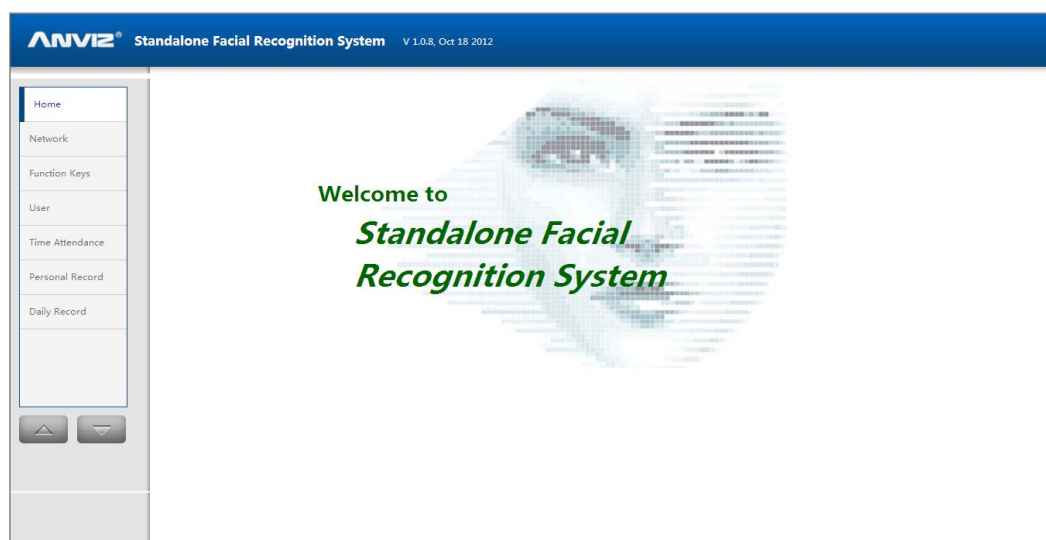 ANVIZ® Standalone Facial Recognition System V 1.0.8, Oct 18 2012
Home
Network
Function Keys
User
Time Attendance
Personal Record
Daily Record
Welcome to
Standalone Facial
Recognition System